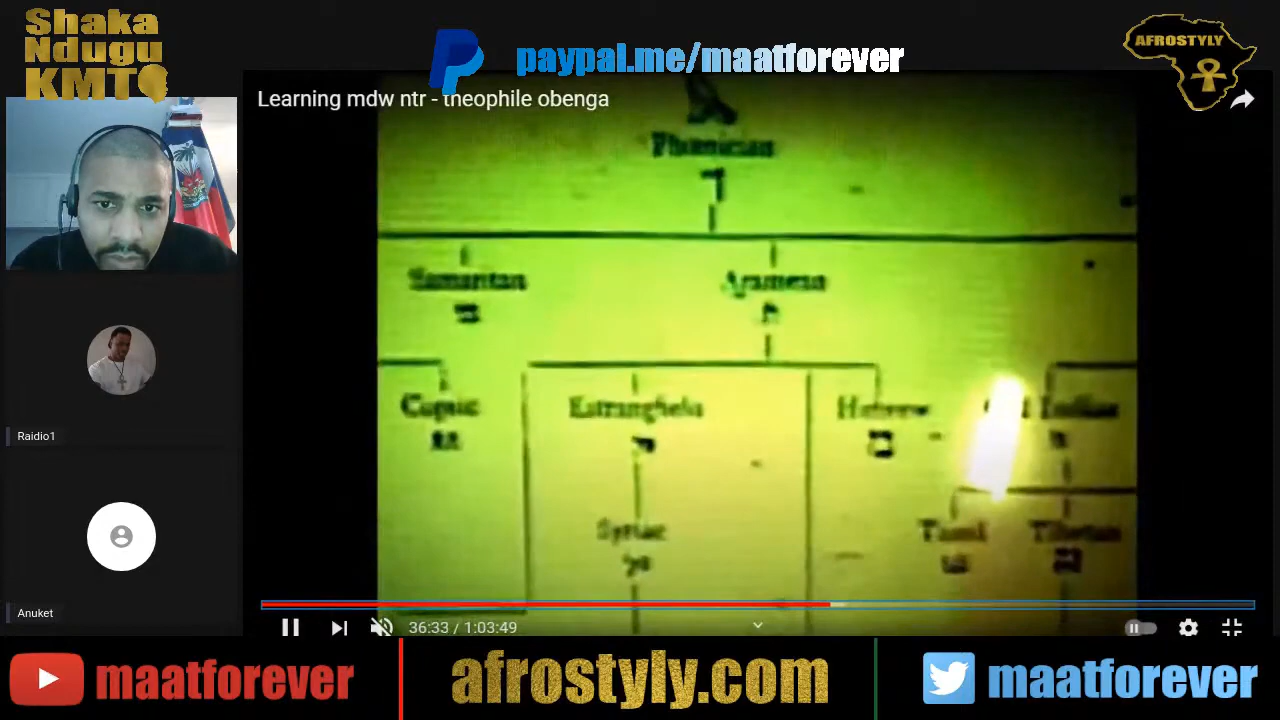 Shaka
Ndugu
KMT
paypal.me/maatforever
AFROSTYLY
Learning mdw ntr - theophile obenga
Phoenician
Samaritan
Aramean
Coptic
Estranghelo
Hebrew
Indian
Syriac
Tamil
Tibetan
Raidio1
Anuket
36:33 / 1:03:49
maatforever
afrostyly.com
maatforever